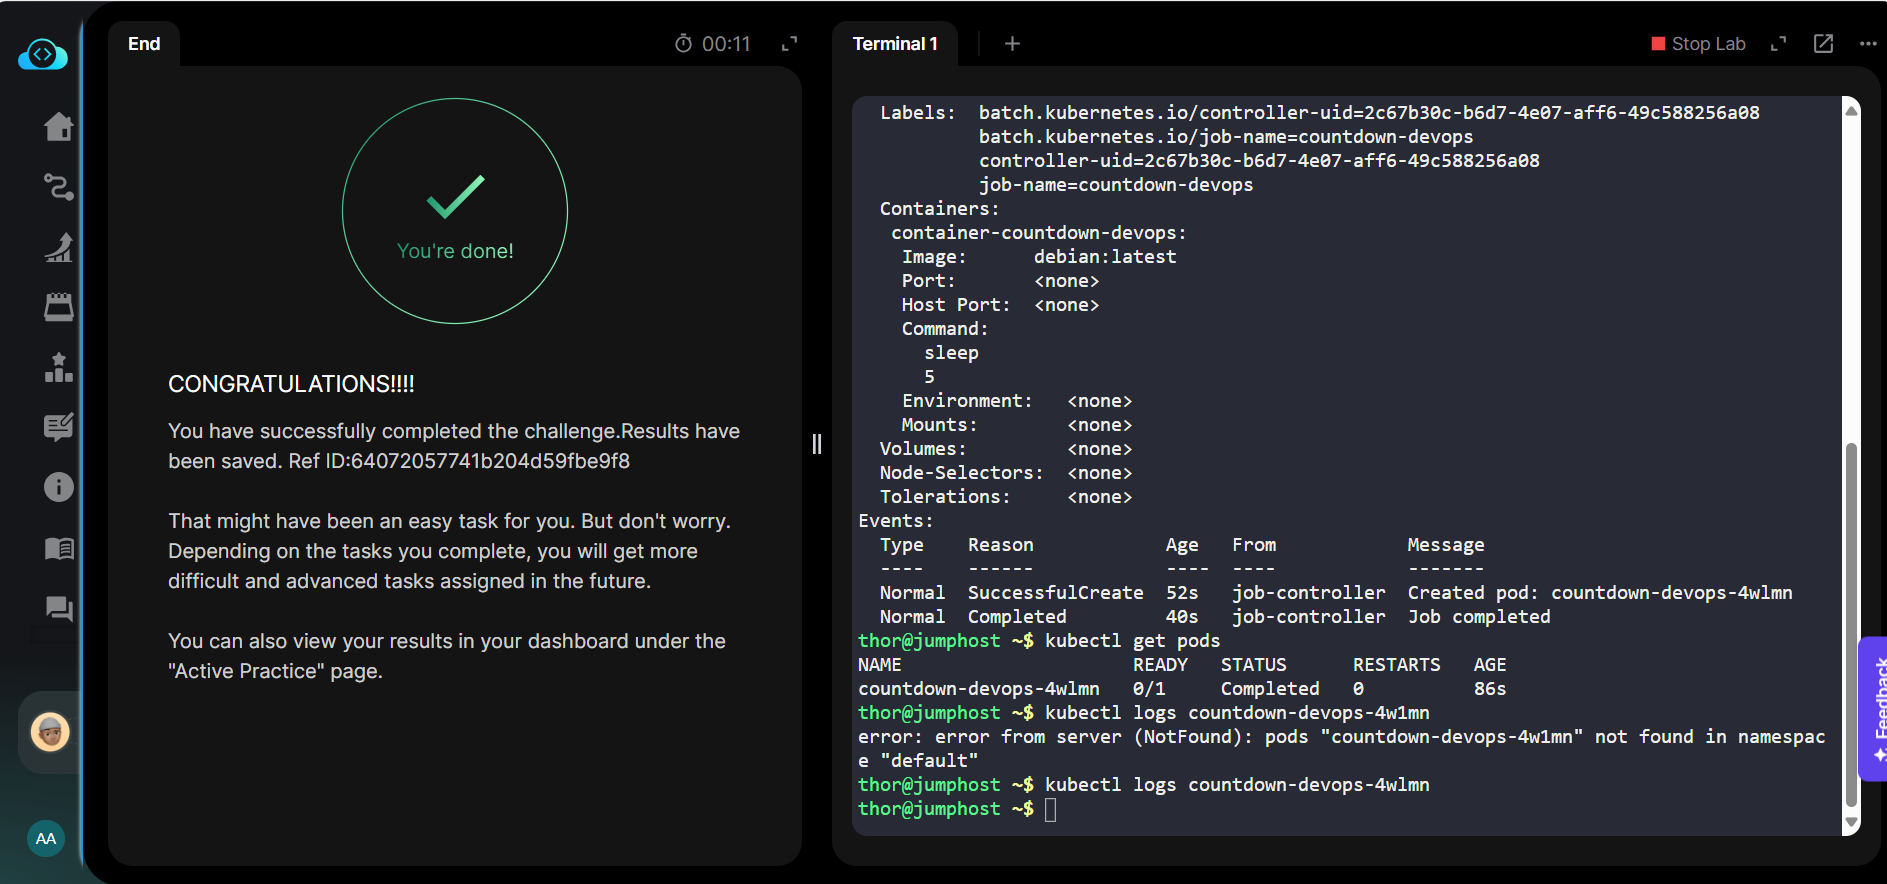 End
00:11
You're done!
CONGRATULATIONS!!!!
You have successfully completed the challenge.Results have
been saved. Ref ID:64072057741b204d59fbe9f8
That might have been an easy task for you. But don't worry.
Depending on the tasks you complete, you will get more
difficult and advanced tasks assigned in the future.
You can also view your results in your dashboard under the
"Active Practice" page.
AA
Terminal 1
+
Stop Lab
Labels:  batch.kubernetes.io/controller-uid=2c67b30c-b6d7-4e07-aff6-49c588256a08
batch.kubernetes.io/job-name=countdown-devops
controller-uid=2c67b30c-b6d7-4e07-aff6-49c588256a08
job-name=countdown-devops
Containers:
container-countdown-devops:
Image:      debian:latest
Port:       <none>
Host Port:  <none>
Command:
sleep
5
Environment:   <none>
Mounts:        <none>
Volumes:         <none>
Node-Selectors:  <none>
Tolerations:     <none>
Events:
Type    Reason            Age   From            Message
----    ------            ----  ----            -------
Normal  SuccessfulCreate  52s   job-controller  Created pod: countdown-devops-4wlmn
Normal  Completed         40s   job-controller  Job completed
thor@jumphost ~$ kubectl get pods
NAME                     READY   STATUS      RESTARTS   AGE
countdown-devops-4wlmn   0/1     Completed   0          86s
thor@jumphost ~$ kubectl logs countdown-devops-4w1mn
error: error from server (NotFound): pods "countdown-devops-4w1mn" not found in namespac
e "default"
thor@jumphost ~$ kubectl logs countdown-devops-4wlmn
thor@jumphost ~$
Feedback